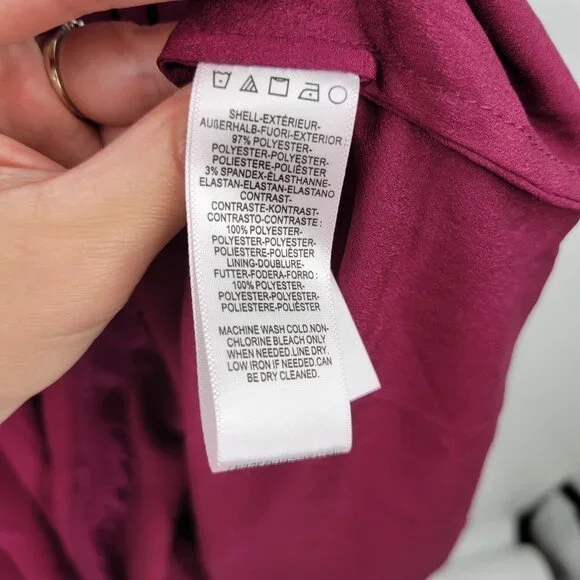 SHELL-EXTÉRIEUR-
AUßERHALB-FUORI-EXTERIOR :
97% POLYESTER-
POLYESTER-POLYESTER-
POLIESTERE-POLIÉSTER
3% SPANDEX-ÉLASTHANNE-
ELASTAN-ELASTAN-ELASTANO
CONTRAST-
CONTRASTE-KONTRAST-
CONTRASTO-CONTRASTE :
100% POLYESTER-
POLYESTER-POLYESTER-
POLIESTERE-POLIÉSTER
LINING-DOUBLURE-
FUTTER-FODERA-FORRO :
100% POLYESTER-
POLYESTER-POLYESTER-
POLIESTERE-POLIÉSTER
MACHINE WASH COLD.NON-
CHLORINE BLEACH ONLY
WHEN NEEDED.LINE DRY.
LOW IRON IF NEEDED.CAN
BE DRY CLEANED.